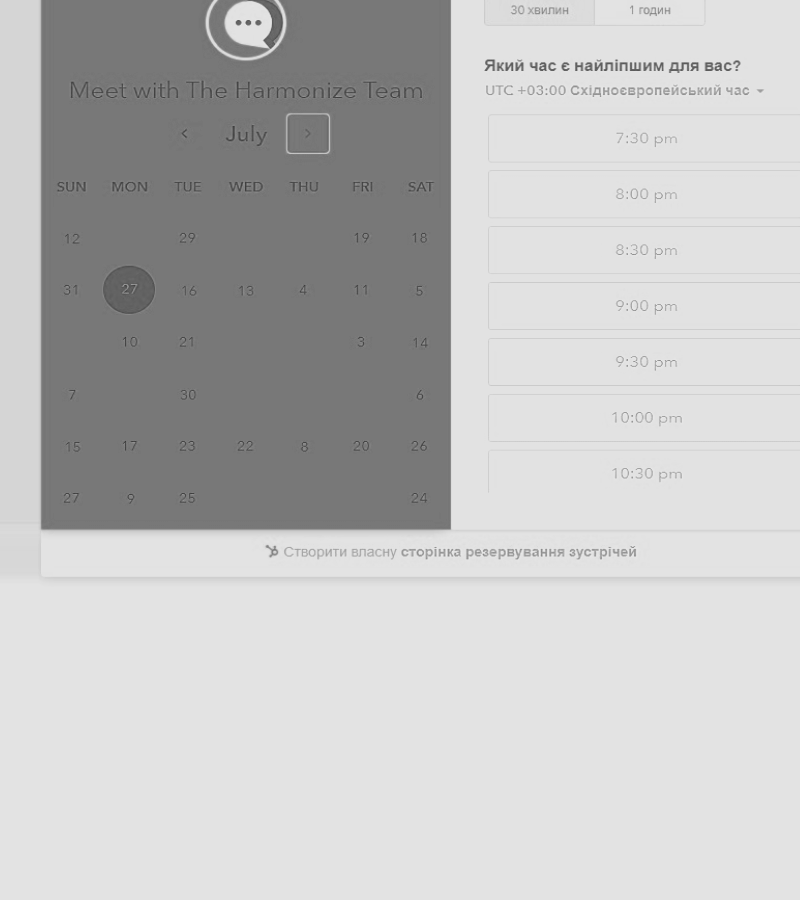 30 хвилин 1 годин
Meet with The Harmonize Team
July
SUN MON TUE WED THU FRI SAT
12 29 19 18
31 27 16 13 4 11 5
10 21 3 14
7 30 6
15 17 23 22 8 20 26
27 9 25 24
Який час є найліпшим для вас?
UTC +03:00 Східноєвропейський час
7:30 pm
8:00 pm
8:30 pm
9:00 pm
9:30 pm
10:00 pm
10:30 pm
Створити власну сторінка резервування зустрічей